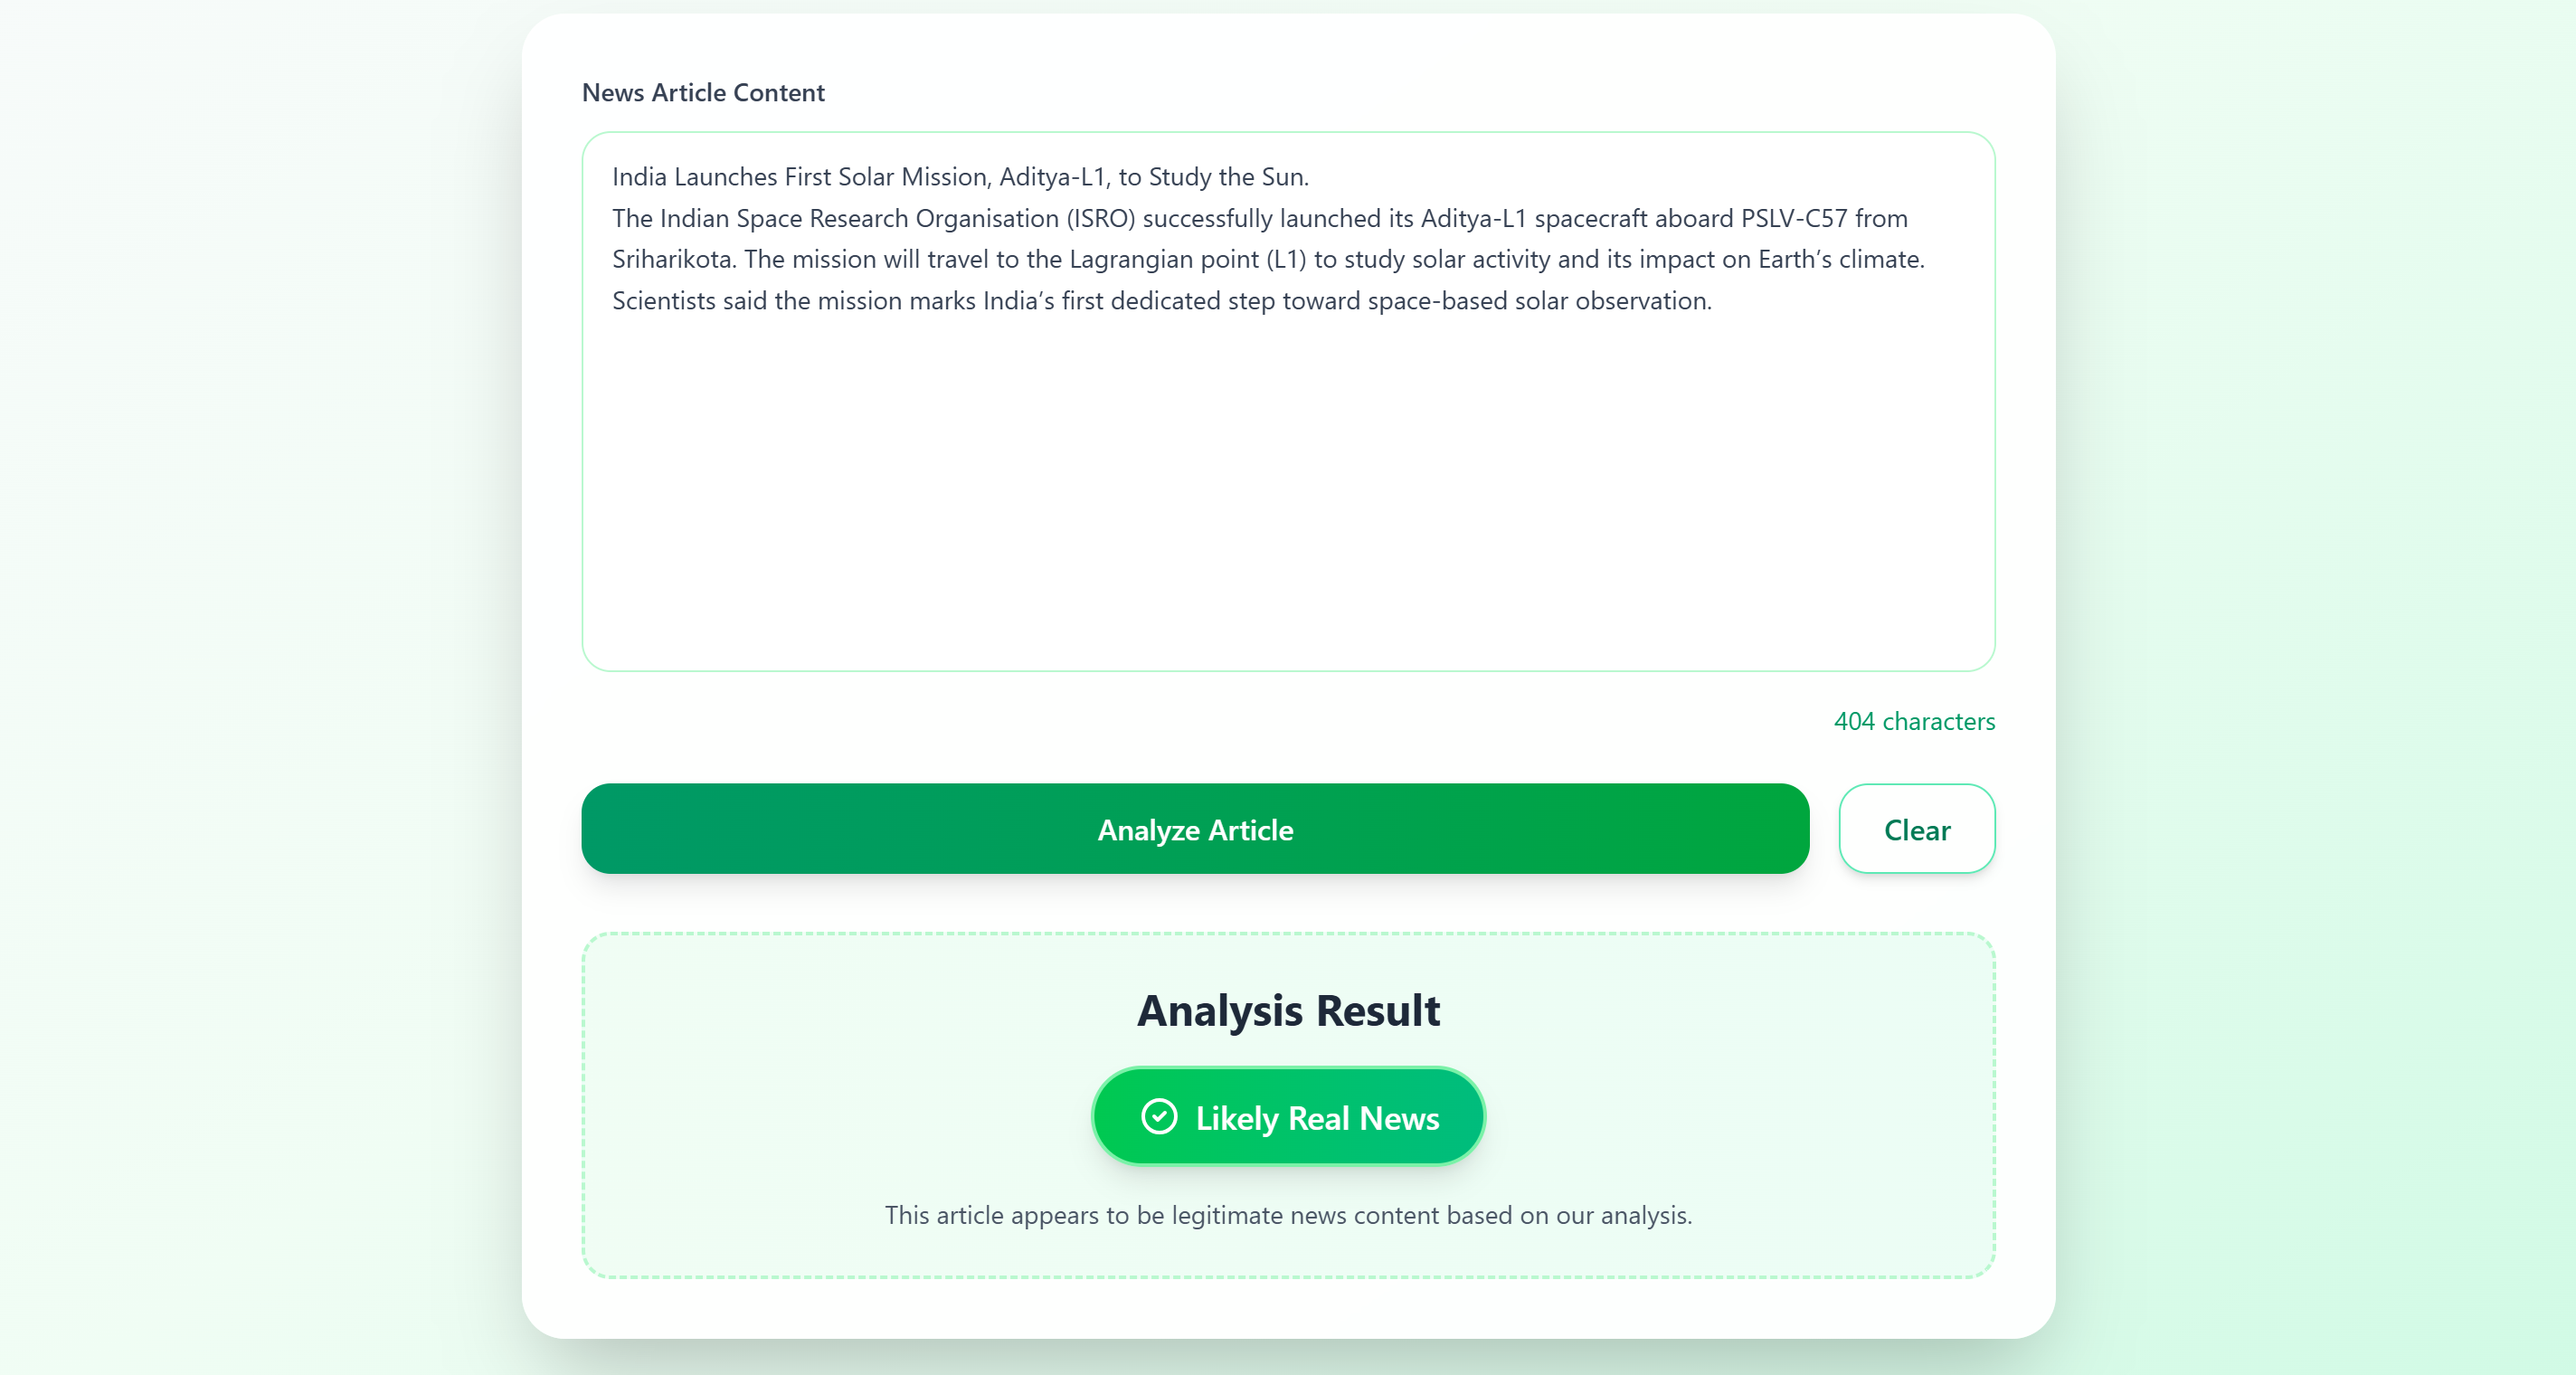 News Article Content
India Launches First Solar Mission, Aditya-L1, to Study the Sun.
The Indian Space Research Organisation (ISRO) successfully launched its Aditya-L1 spacecraft aboard PSLV-C57 from
Sriharikota. The mission will travel to the Lagrangian point (L1) to study solar activity and its impact on Earth’s climate.
Scientists said the mission marks India’s first dedicated step toward space-based solar observation.
404 characters
Analyze Article
Clear
Analysis Result
Likely Real News
This article appears to be legitimate news content based on our analysis.